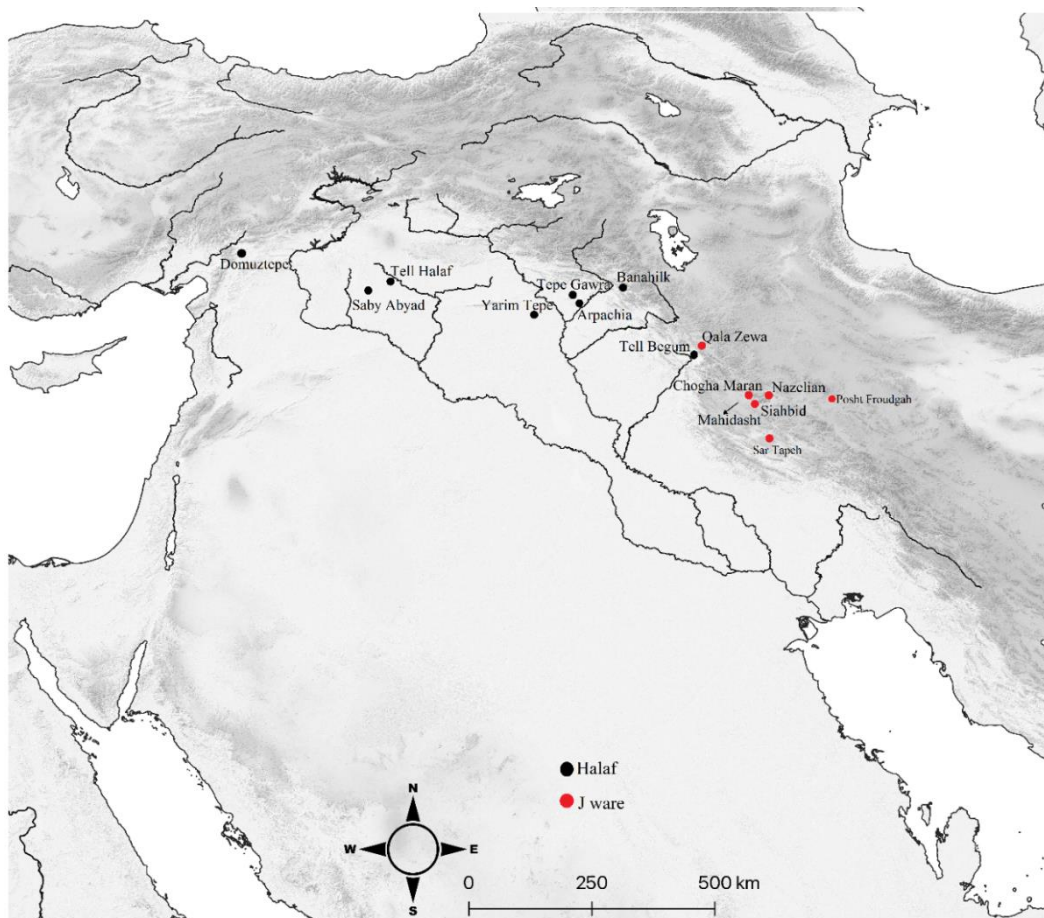 Domuztepe
Tell Halaf
Saby Abyad
Tepe Gawra
Banahilk
Yarim Tepe
Arpachia
Qala Zewa
Tell Begum
Chogha Maran
Nazelian
Posht Froudgah
Mahidasht
Siahbid
Sar Tapeh
Halaf
J ware
N
W
E
S
0
250
500 km